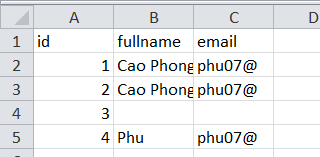 A B C D
1 id fullname email
2 1 Cao Phong phu07@
3 2 Cao Phong phu07@
4 3
5 4 Phu phu07@